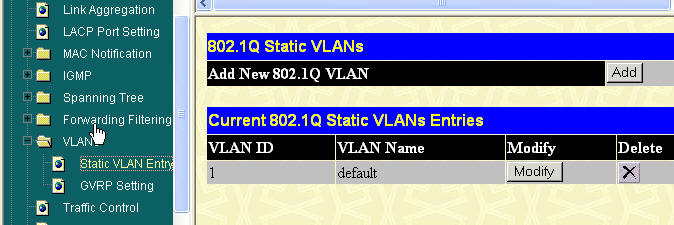 Link Aggregation
LACP Port Setting
MAC Notification
IGMP
Spanning Tree
Forwarding Filtering
VLAN
Static VLAN Entry
GVRP Setting
Traffic Control
802.1Q Static VLANs
Add New 802.1Q VLAN Add
Current 802.1Q Static VLANs Entries
VLAN ID VLAN Name Modify Delete
1 default Modify